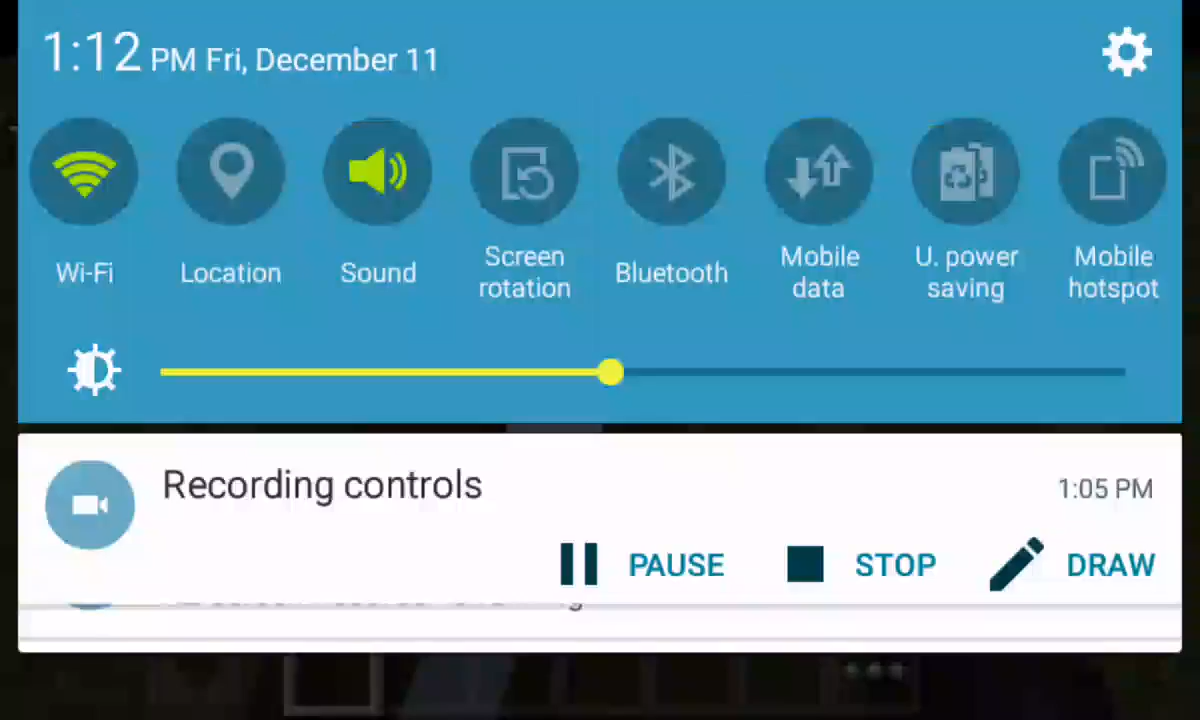 1:12 PM Fri, December 11
Wi-Fi
Location
Sound
Screen
rotation
Bluetooth
Mobile
data
U. power
saving
Mobile
hotspot
Recording controls
1:05 PM
PAUSE
STOP
DRAW